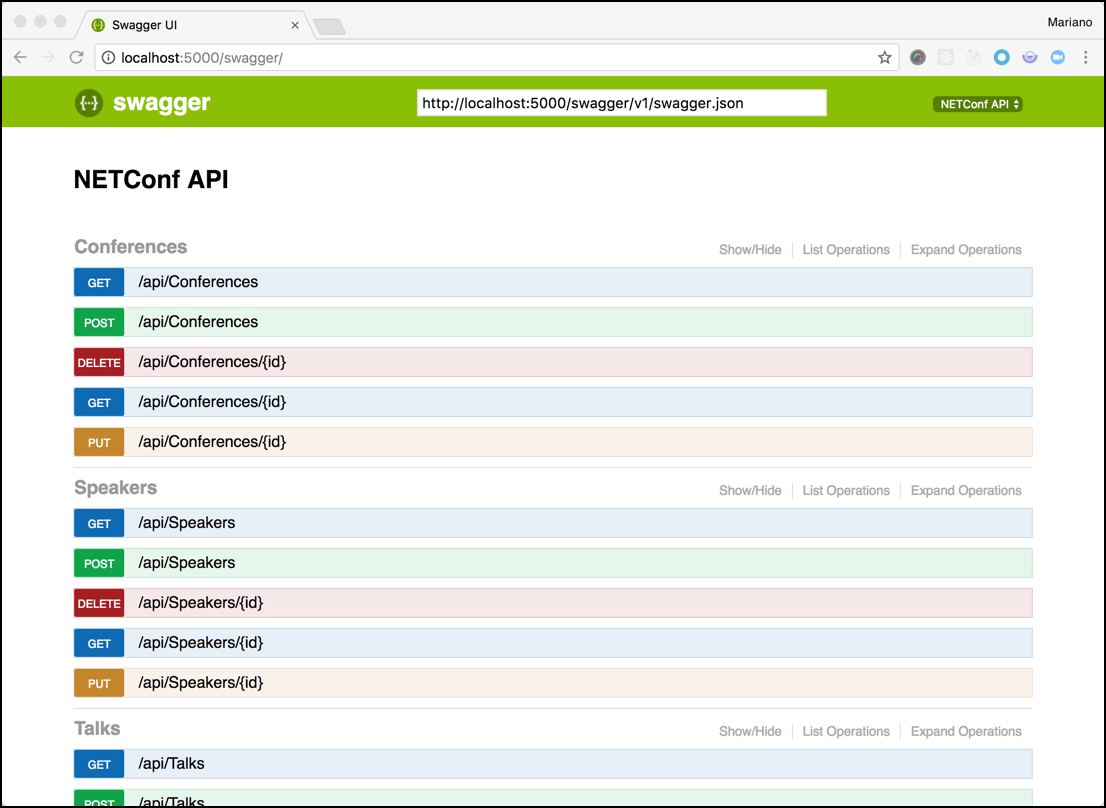 Swagger UI
Mariano
localhost:5000/swagger/
{···} swagger
http://localhost:5000/swagger/v1/swagger.json
NETConf API
NETConf API
Conferences Show/Hide List Operations Expand Operations
GET /api/Conferences
POST /api/Conferences
DELETE /api/Conferences/{id}
GET /api/Conferences/{id}
PUT /api/Conferences/{id}
Speakers Show/Hide List Operations Expand Operations
GET /api/Speakers
POST /api/Speakers
DELETE /api/Speakers/{id}
GET /api/Speakers/{id}
PUT /api/Speakers/{id}
Talks Show/Hide List Operations Expand Operations
GET /api/Talks
POST /api/Talks